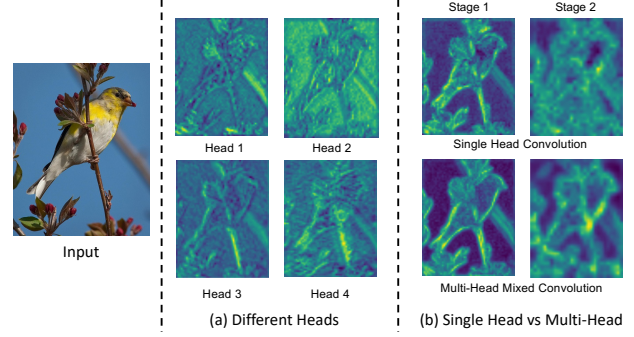 Stage 1 Stage 2
Head 1 Head 2
Single Head Convolution
Input
Head 3 Head 4
Multi-Head Mixed Convolution
(a) Different Heads
(b) Single Head vs Multi-Head